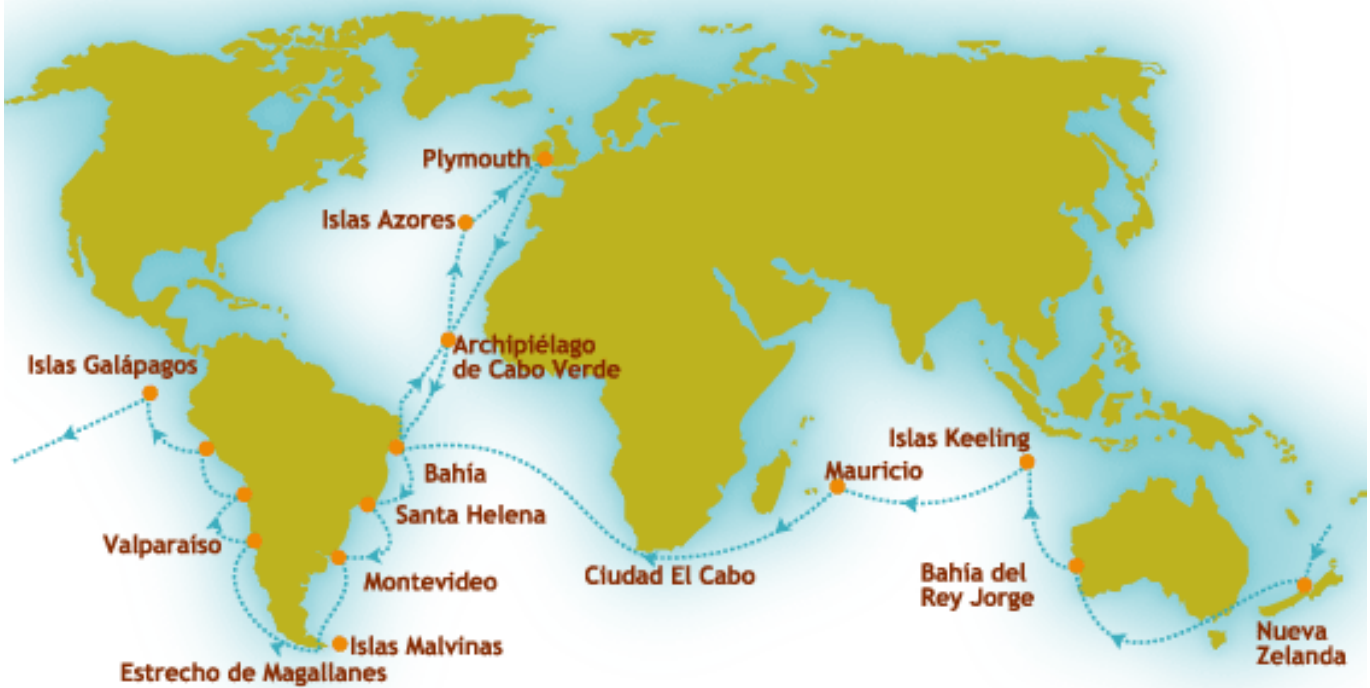 Plymouth
Islas Azores
Archipiélago
de Cabo Verde
Islas Galápagos
Islas Keeling
Mauricio
Bahía
Santa Helena
Valparaíso
Montevideo
Ciudad El Cabo
Bahía del
Rey Jorge
Nueva
Zelanda
Islas Malvinas
Estrecho de Magallanes